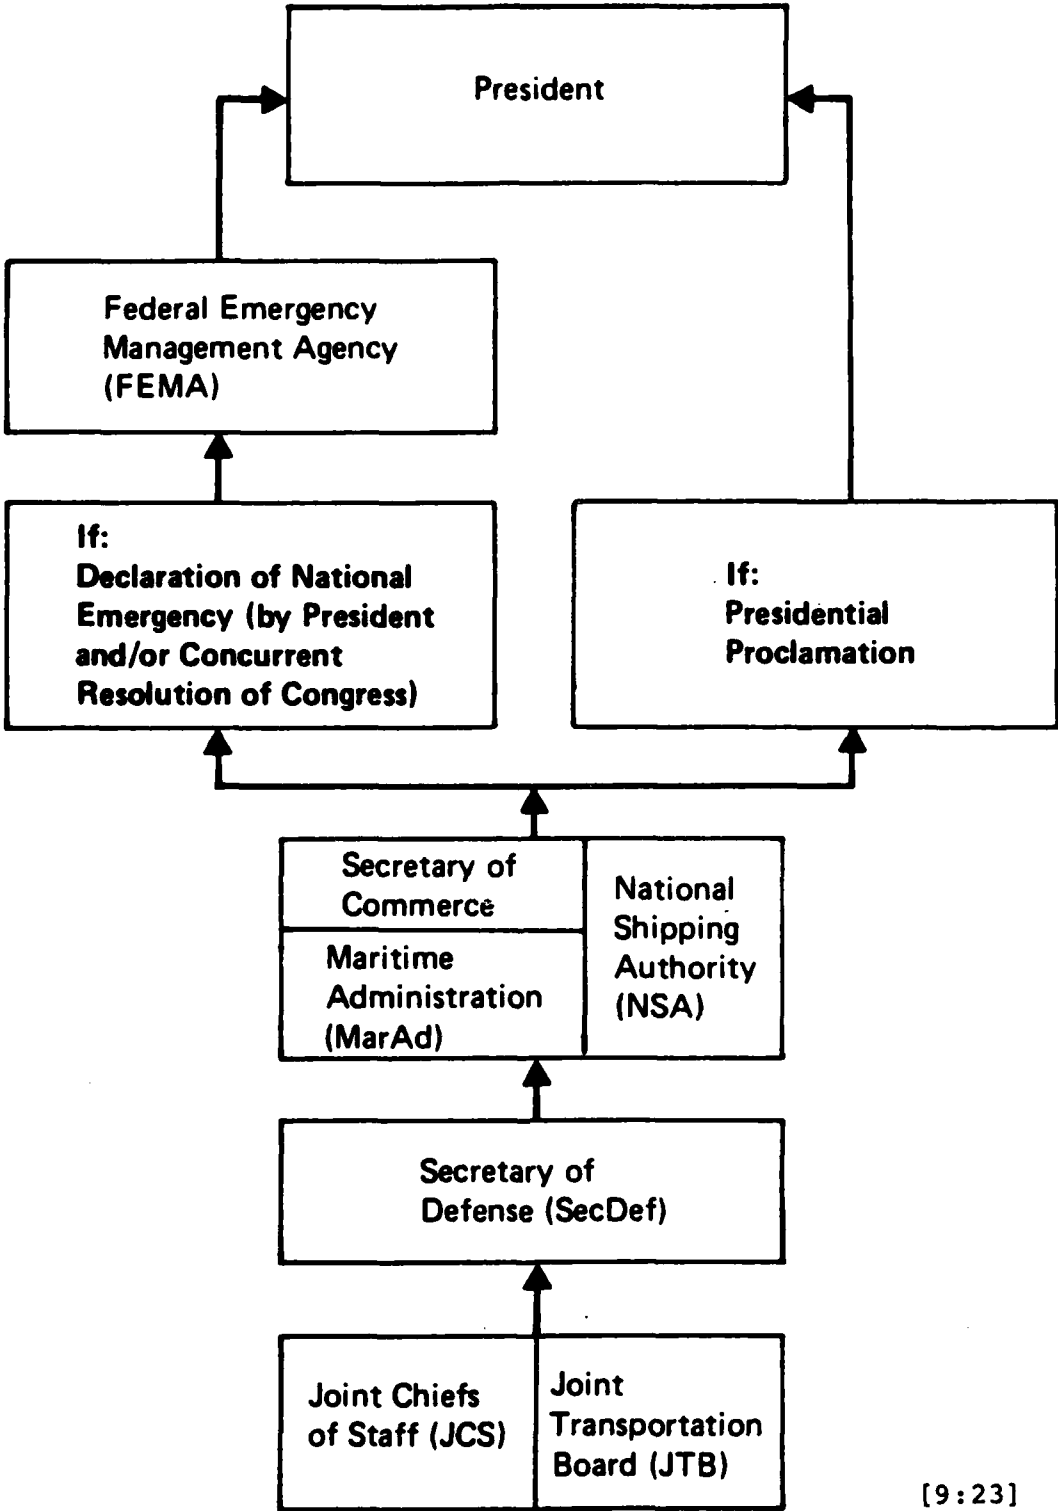 President
Federal Emergency
Management Agency
(FEMA)
If:
Declaration of National
Emergency (by President
and/or Concurrent
Resolution of Congress)
If:
Presidential
Proclamation
Secretary of
Commerce
Maritime
Administration
(MarAd)
National
Shipping
Authority
(NSA)
Secretary of
Defense (SecDef)
Joint Chiefs
of Staff (JCS)
Joint
Transportation
Board (JTB)
[9:23]